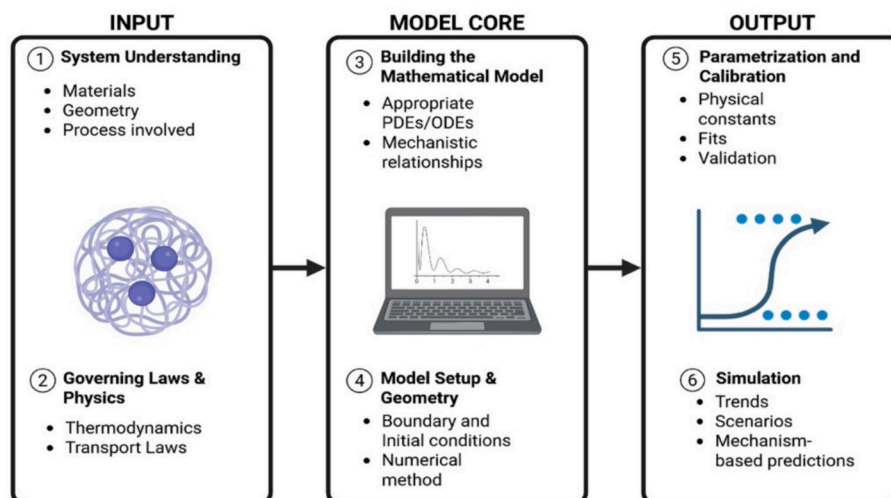 INPUT
① System Understanding
• Materials
• Geometry
• Process involved
② Governing Laws &
Physics
• Thermodynamics
• Transport Laws
MODEL CORE
③ Building the
Mathematical Model
• Appropriate
PDEs/ODEs
• Mechanistic
relationships
0 1 2 3 4
④ Model Setup &
Geometry
• Boundary and
Initial conditions
• Numerical
method
OUTPUT
⑤ Parametrization and
Calibration
• Physical
constants
• Fits
• Validation
⑥ Simulation
• Trends
• Scenarios
• Mechanism-
based predictions